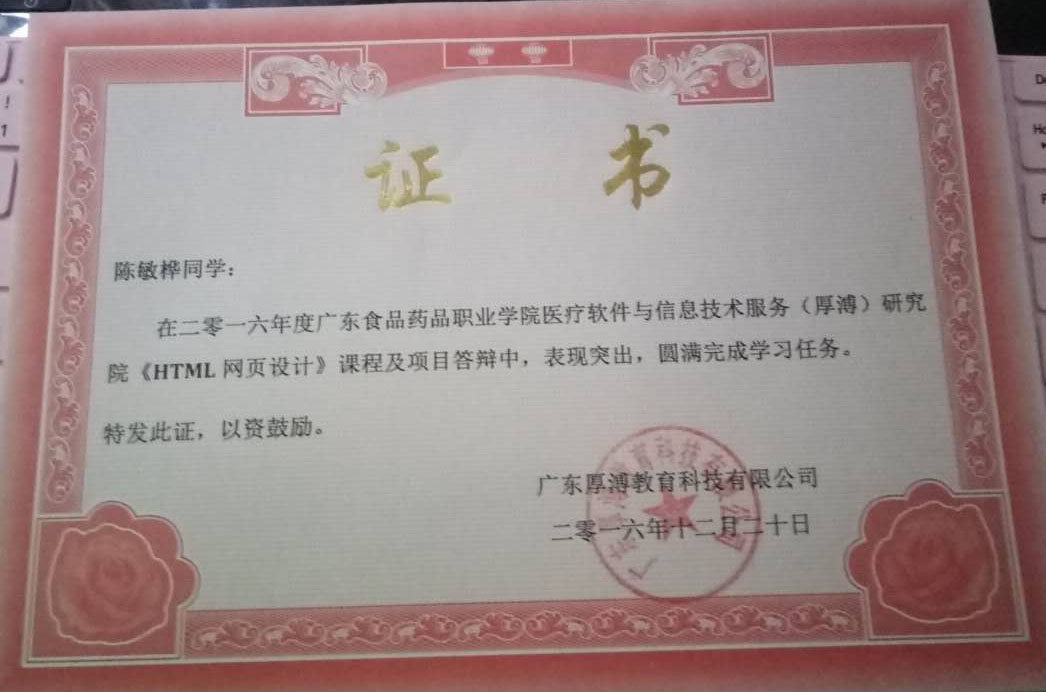 证 书
陈敏桦同学：
在二零一六年度广东食品药品职业学院医疗软件与信息技术服务（厚溥）研究
院《HTML 网页设计》课程及项目答辩中，表现突出，圆满完成学习任务。
特发此证，以资鼓励。
广东厚溥教育科技有限公司
二零一六年十二月二十日
!
1